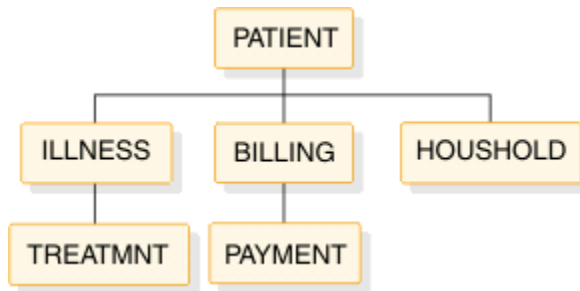 PATIENT
ILLNESS
BILLING
HOUSHOLD
TREATMNT
PAYMENT